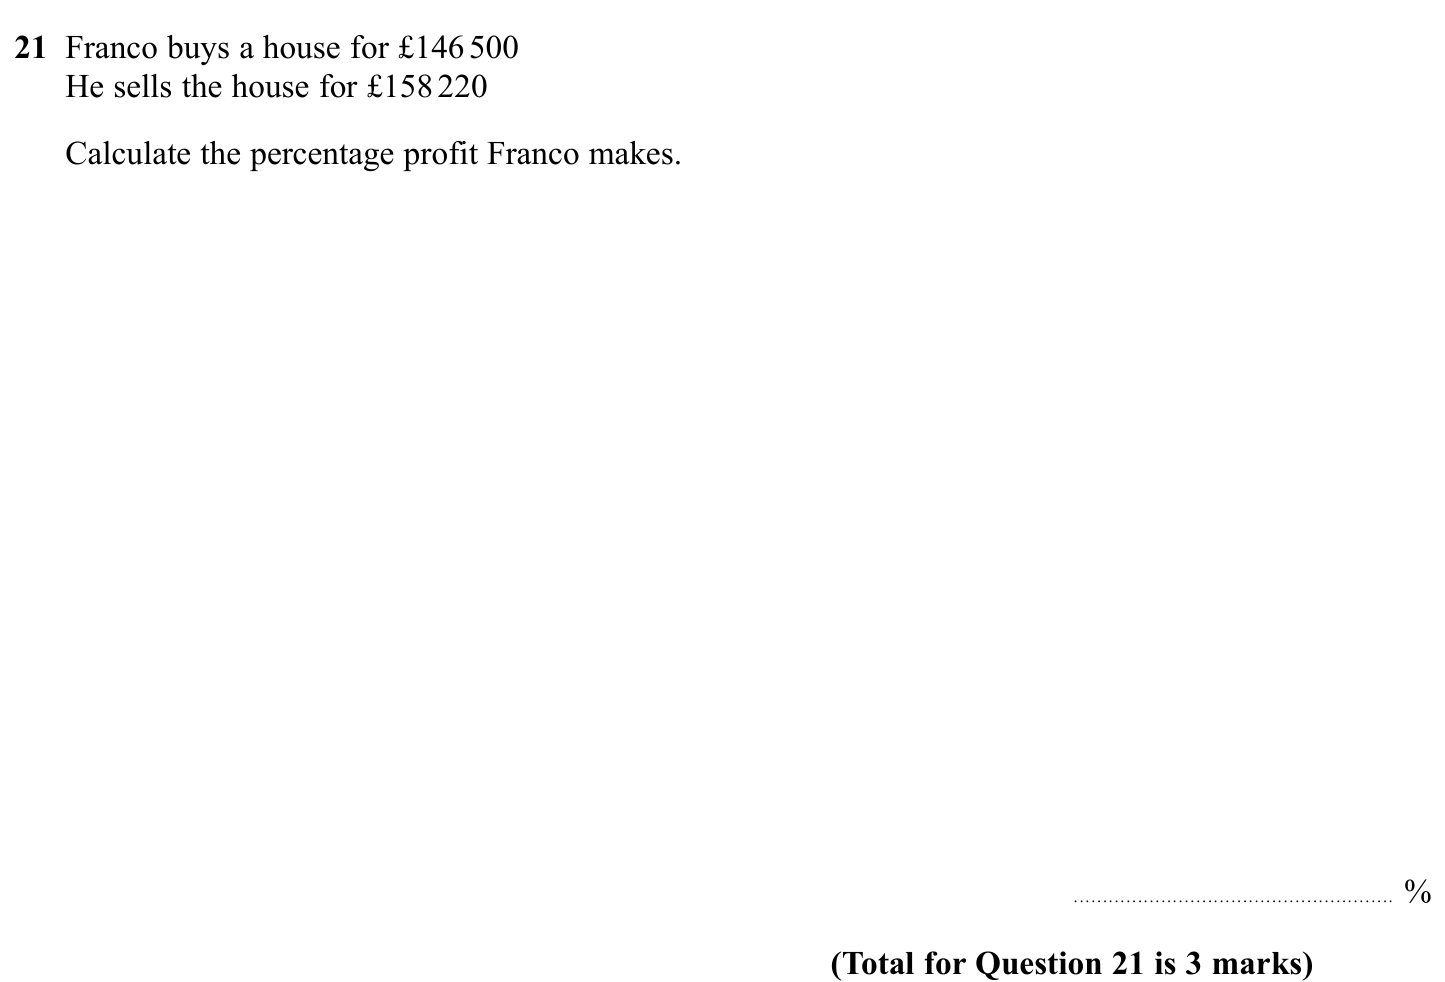 21 Franco buys a house for £146 500
He sells the house for £158 220
Calculate the percentage profit Franco makes.
........................................................ %
(Total for Question 21 is 3 marks)